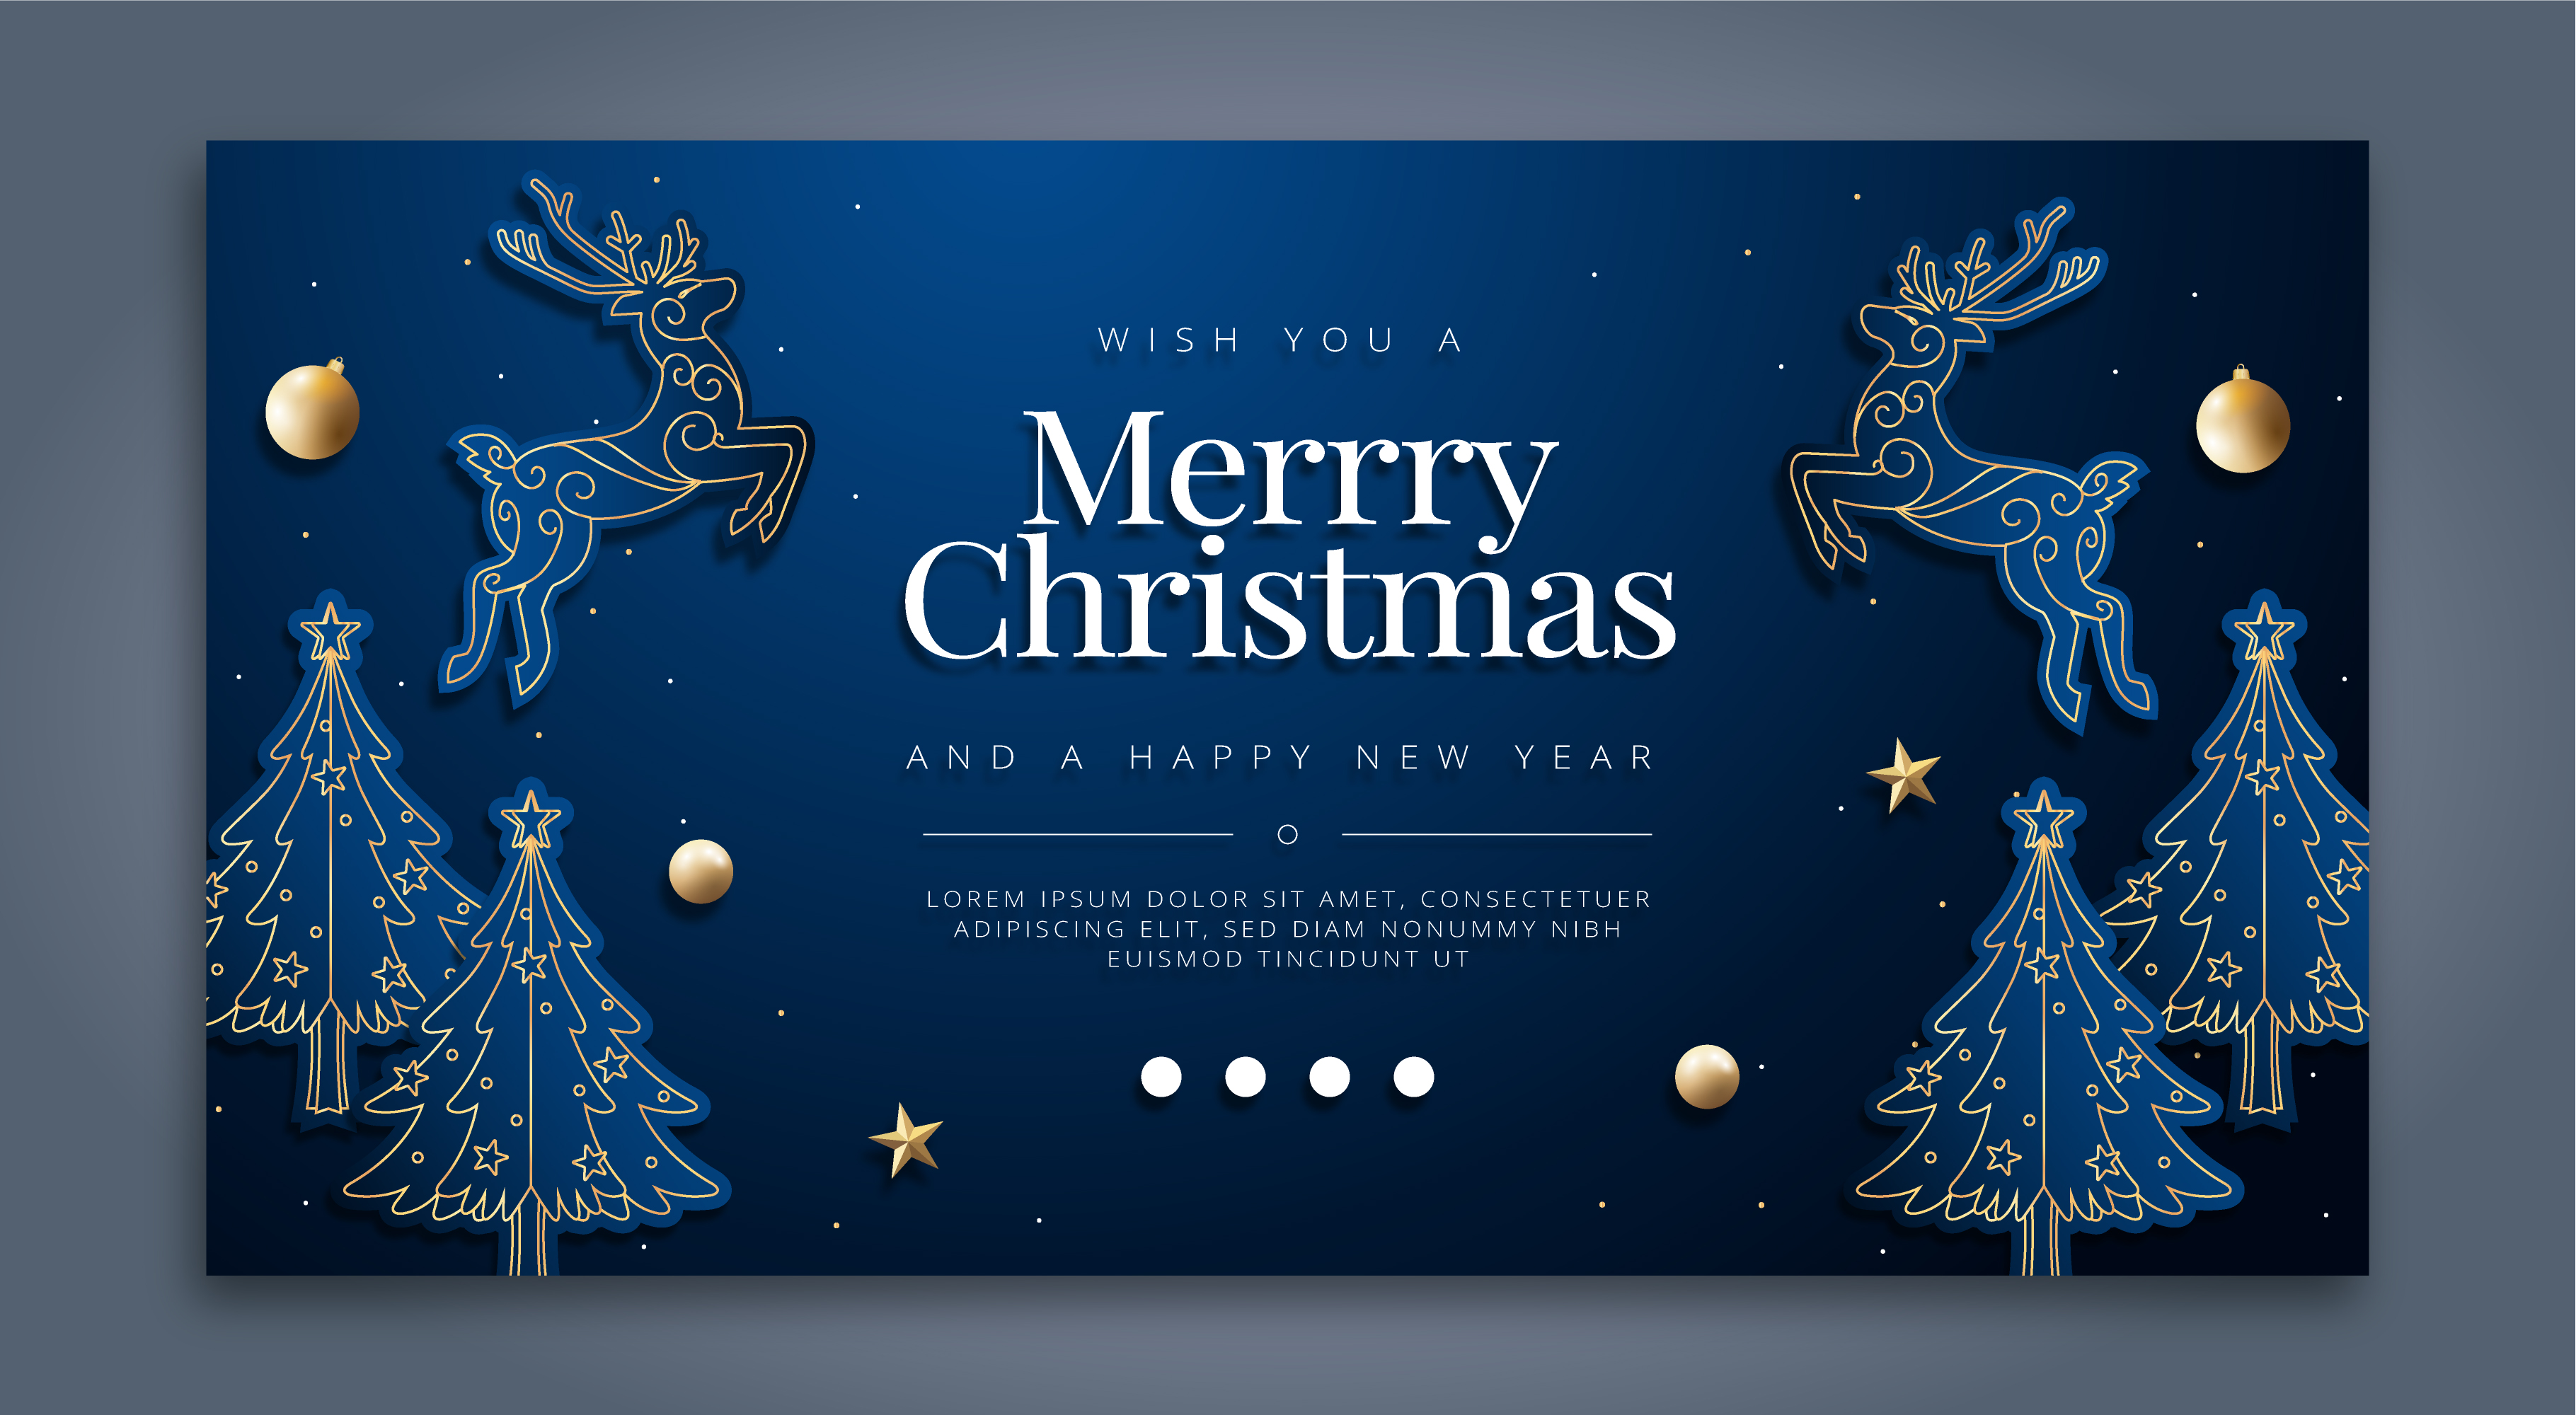 WISH YOU A
Merrry
Christmas
AND A HAPPY NEW YEAR
LOREM IPSUM DOLOR SIT AMET, CONSECTETUER
ADIPISCING ELIT, SED DIAM NONUMMY NIBH
EUISMOD TINCIDUNT UT